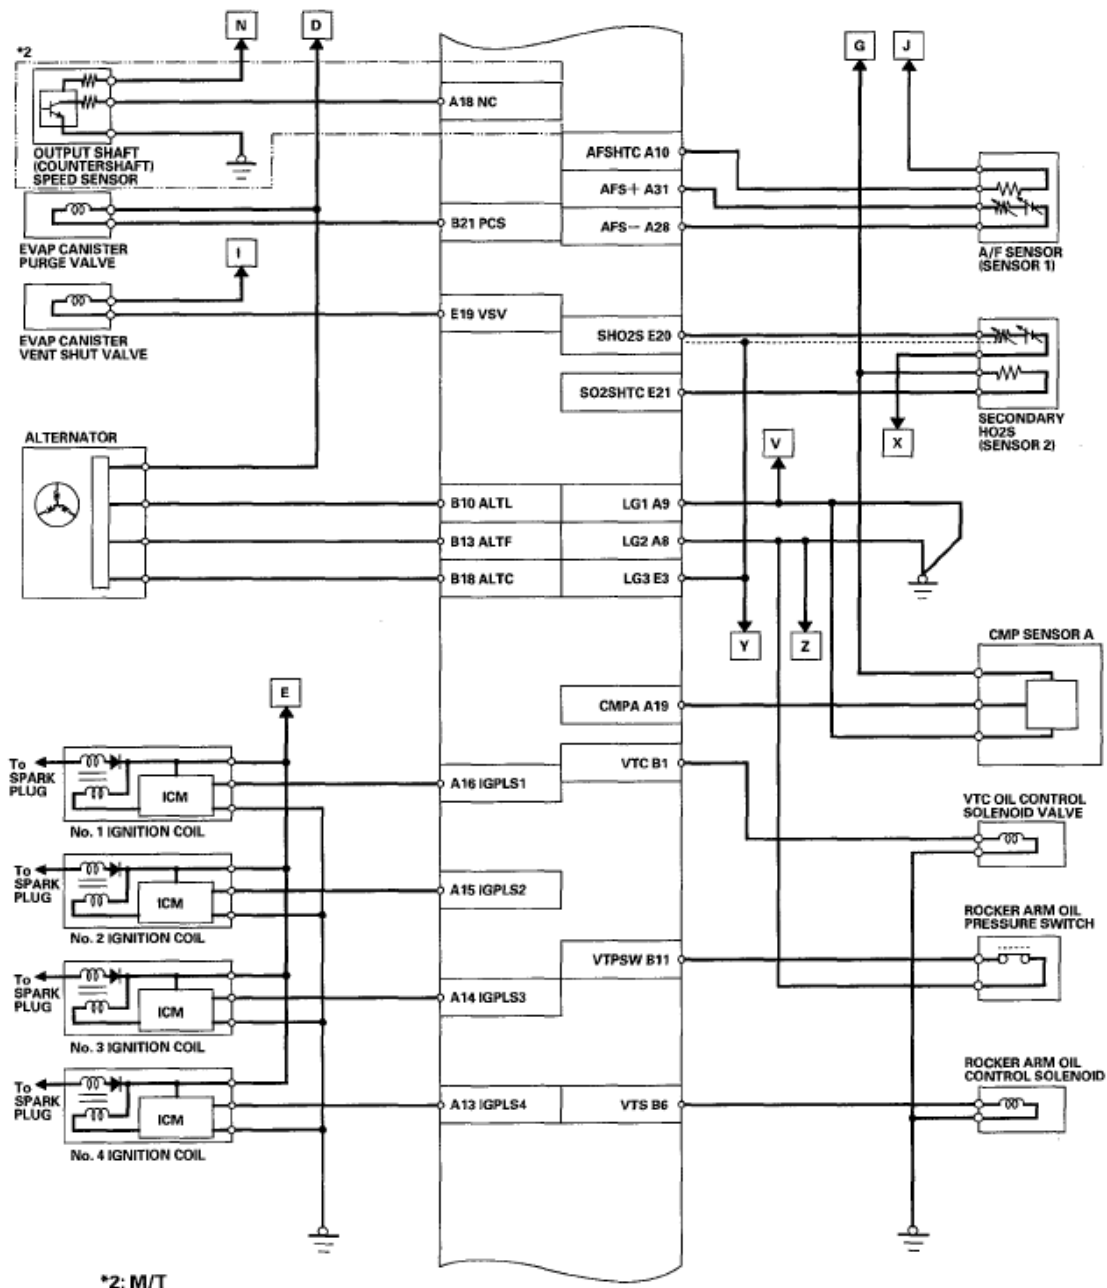 N
D
G
J
*2
A18 NC
OUTPUT SHAFT
(COUNTERSHAFT)
SPEED SENSOR
AFSHTC A10
AFS+ A31
AFS− A28
B21 PCS
A/F SENSOR
(SENSOR 1)
EVAP CANISTER
PURGE VALVE
I
E19 VSV
SHO2S E20
EVAP CANISTER
VENT SHUT VALVE
SO2SHTC E21
SECONDARY
HO2S
(SENSOR 2)
ALTERNATOR
V
X
B10 ALTL
LG1 A9
B13 ALTF
LG2 A8
B18 ALTC
LG3 E3
Y
Z
CMP SENSOR A
E
CMPA A19
To
SPARK
PLUG
ICM
A16 IGPLS1
VTC B1
No. 1 IGNITION COIL
VTC OIL CONTROL
SOLENOID VALVE
To
SPARK
PLUG
ICM
A15 IGPLS2
No. 2 IGNITION COIL
ROCKER ARM OIL
PRESSURE SWITCH
VTPSW B11
To
SPARK
PLUG
ICM
A14 IGPLS3
No. 3 IGNITION COIL
ROCKER ARM OIL
CONTROL SOLENOID
To
SPARK
PLUG
ICM
A13 IGPLS4
VTS B6
No. 4 IGNITION COIL
*2: M/T